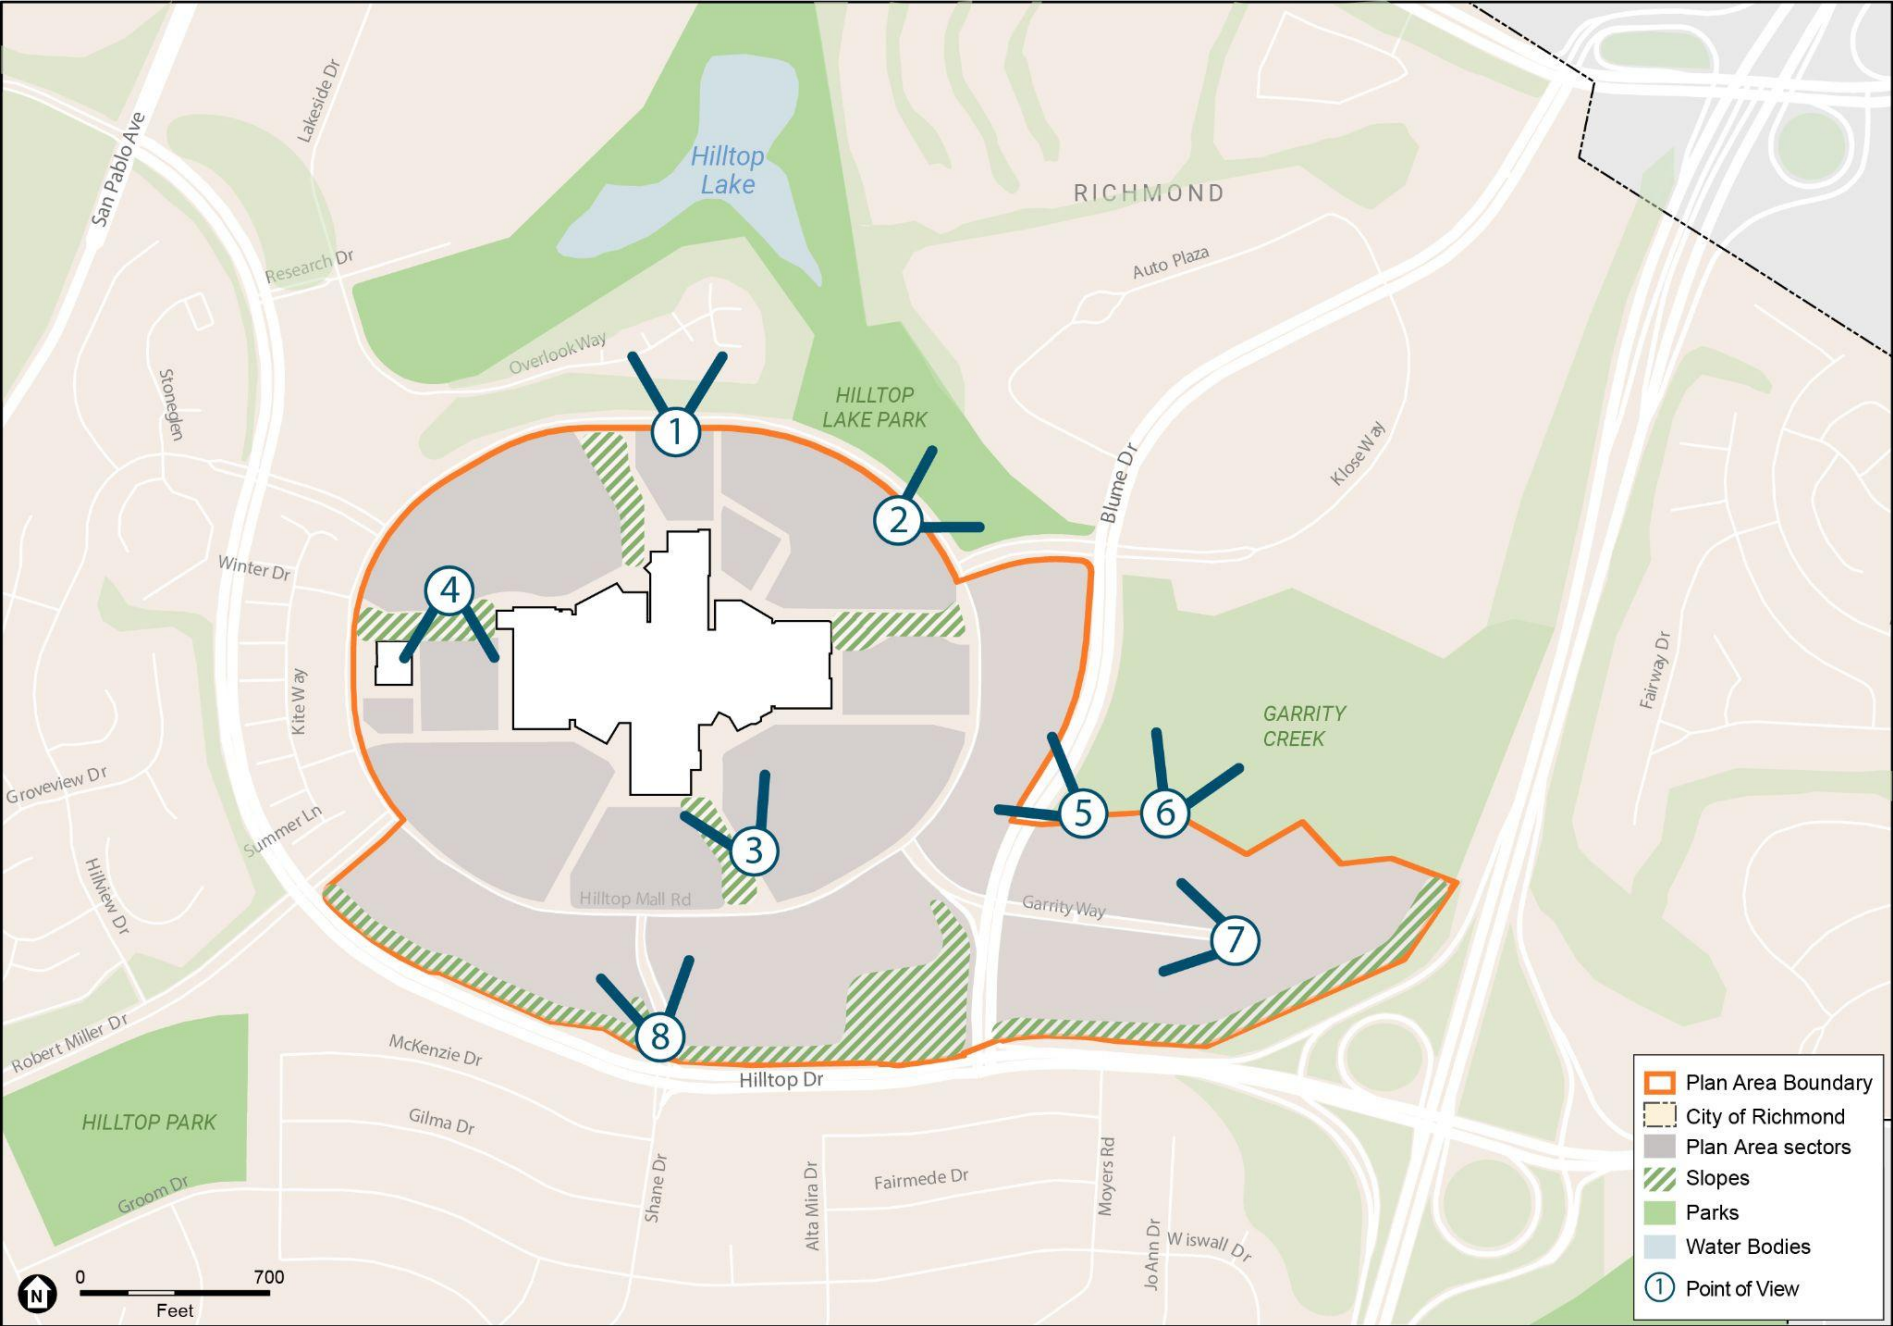 San Pablo Ave
Lakeside Dr
Hilltop
Lake
RICHMOND
Research Dr
Auto Plaza
Overlook Way
Stoneglen
HILLTOP
LAKE PARK
1
Klose Way
Blume Dr
2
Winter Dr
4
Fairway Dr
Kite Way
GARRITY
CREEK
Groveview Dr
Summer Ln
5
6
3
Hillview Dr
Hilltop Mall Rd
Garrity Way
7
Robert Miller Dr
8
McKenzie Dr
Hilltop Dr
HILLTOP PARK
Gilma Dr
Groom Dr
Shane Dr
Alta Mira Dr
Fairmede Dr
Moyers Rd
Jo Ann Dr
Wiswall Dr
Plan Area Boundary
City of Richmond
Plan Area sectors
Slopes
Parks
Water Bodies
1 Point of View
N
0 700
Feet